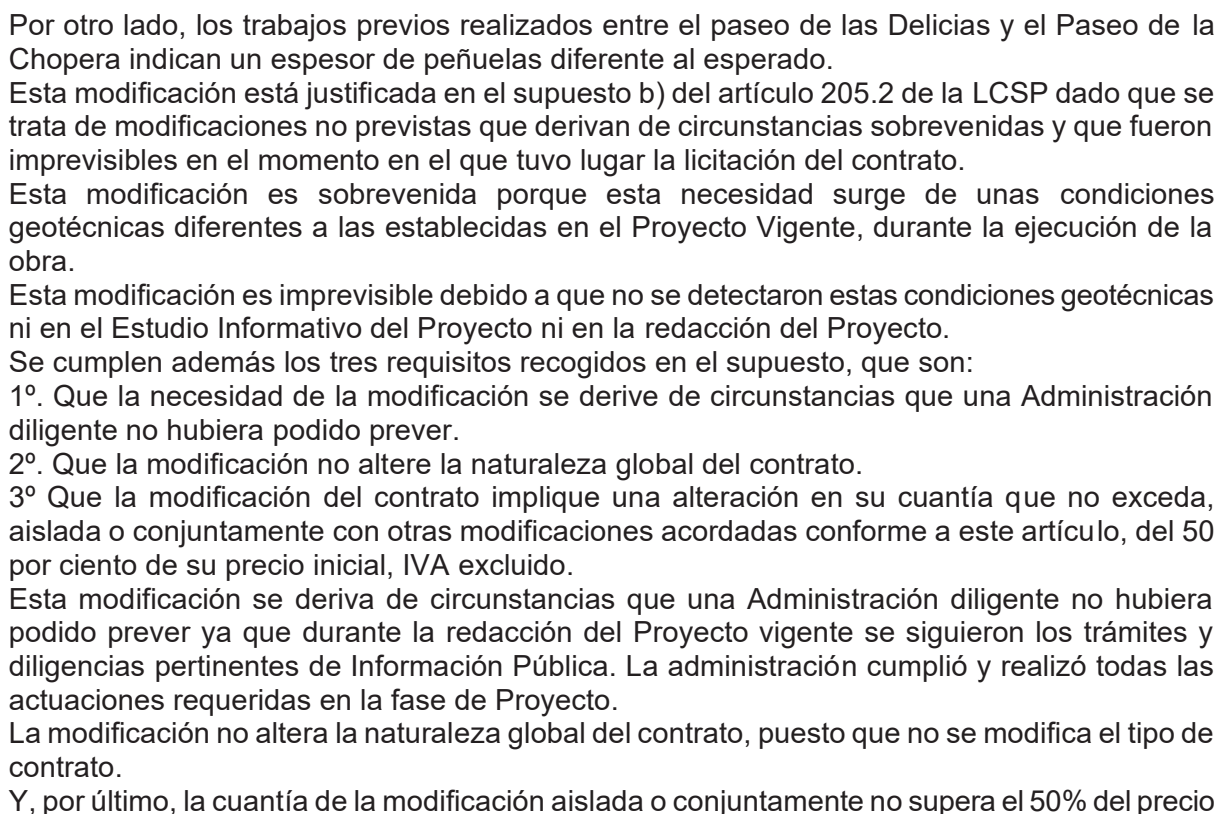 Por otro lado, los trabajos previos realizados entre el paseo de las Delicias y el Paseo de la
Chopera indican un espesor de peñuelas diferente al esperado.
Esta modificación está justificada en el supuesto b) del artículo 205.2 de la LCSP dado que se
trata de modificaciones no previstas que derivan de circunstancias sobrevenidas y que fueron
imprevisibles en el momento en el que tuvo lugar la licitación del contrato.
Esta modificación es sobrevenida porque esta necesidad surge de unas condiciones
geotécnicas diferentes a las establecidas en el Proyecto Vigente, durante la ejecución de la
obra.
Esta modificación es imprevisible debido a que no se detectaron estas condiciones geotécnicas
ni en el Estudio Informativo del Proyecto ni en la redacción del Proyecto.
Se cumplen además los tres requisitos recogidos en el supuesto, que son:
1º. Que la necesidad de la modificación se derive de circunstancias que una Administración
diligente no hubiera podido prever.
2º. Que la modificación no altere la naturaleza global del contrato.
3º Que la modificación del contrato implique una alteración en su cuantía que no exceda,
aislada o conjuntamente con otras modificaciones acordadas conforme a este artículo, del 50
por ciento de su precio inicial, IVA excluido.
Esta modificación se deriva de circunstancias que una Administración diligente no hubiera
podido prever ya que durante la redacción del Proyecto vigente se siguieron los trámites y
diligencias pertinentes de Información Pública. La administración cumplió y realizó todas las
actuaciones requeridas en la fase de Proyecto.
La modificación no altera la naturaleza global del contrato, puesto que no se modifica el tipo de
contrato.
Y, por último, la cuantía de la modificación aislada o conjuntamente no supera el 50% del precio